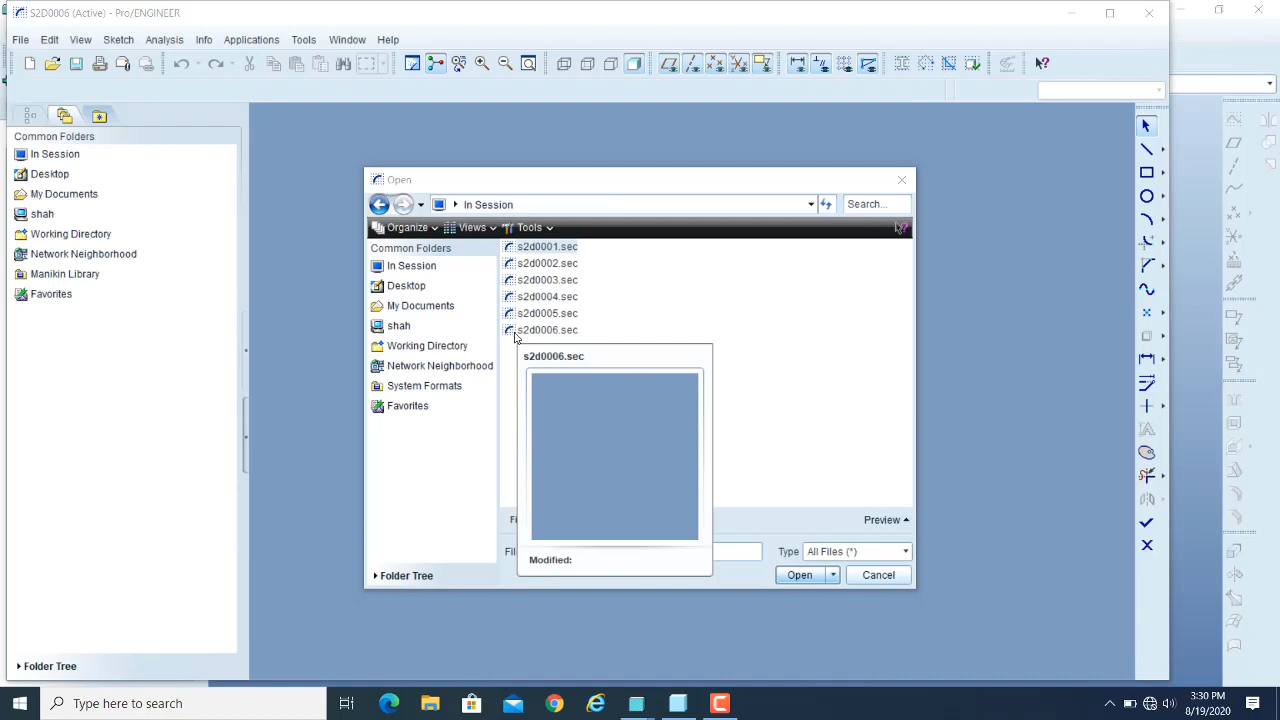 S2D0006 (Active) - Pro/ENGINEER
File Edit View Sketch Analysis Info Applications Tools Window Help
Common Folders
In Session
Desktop
My Documents
shah
Working Directory
Network Neighborhood
Manikin Library
Favorites
Folder Tree
Open
In Session
Search...
Organize Views Tools
Common Folders
In Session
Desktop
My Documents
shah
Working Directory
Network Neighborhood
System Formats
Favorites
Folder Tree
s2d0001.sec
s2d0002.sec
s2d0003.sec
s2d0004.sec
s2d0005.sec
s2d0006.sec
s2d0006.sec
Modified:
Preview
Type All Files (*)
Open Cancel
Type here to search
3:30 PM
8/19/2020